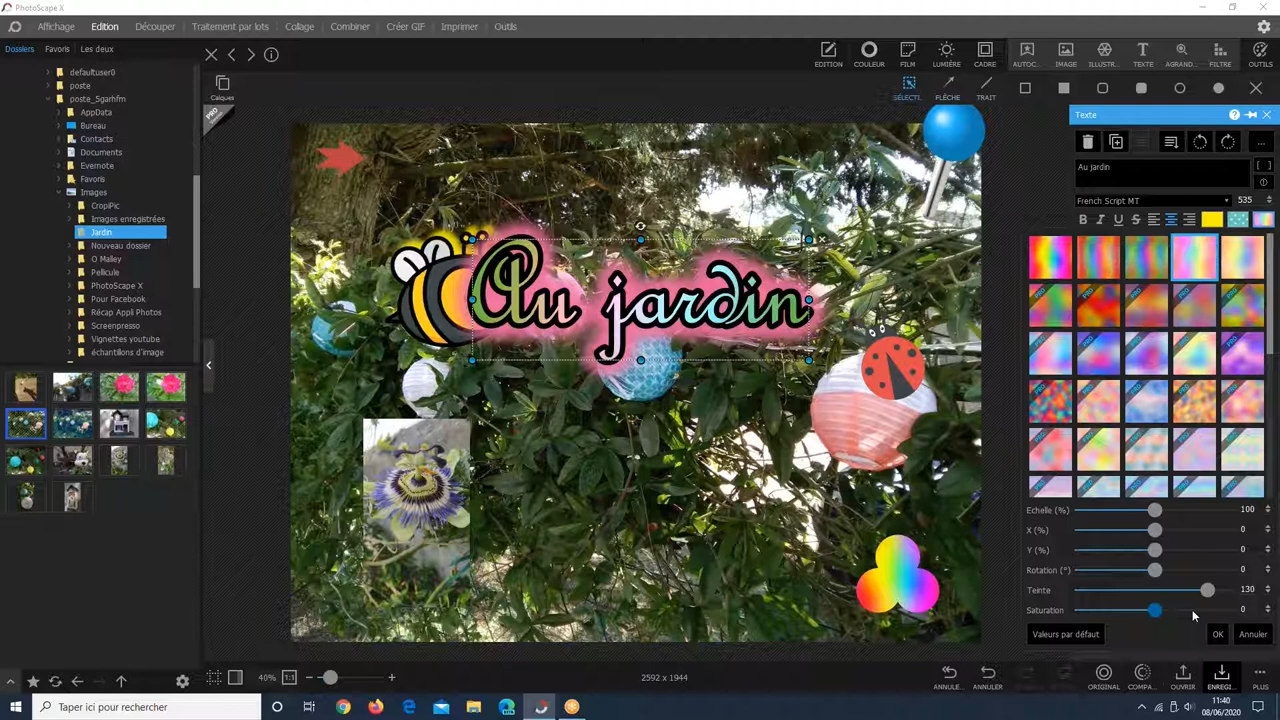 PhotoScape X
Affichage Edition Découper Traitement par lots Collage Combiner Créer GIF Imprimer Outils
Dossiers Favoris Les deux
EDITION COULEUR FILM LUMIÈRE CADRE AUTOC... IMAGE ILLUSTR... TEXTE AGRAND... FILTRE OUTILS
Calques SÉLECTI... FLÈCHE TRAIT
PRO
defaultuser0
poste
poste_5garhfm
AppData
Bureau
Contacts
Documents
Evernote
Favoris
Images
CropiPic
Images enregistrées
Jardin
Nouveau dossier
O Malley
Pellicule
PhotoScape X
Pour Facebook
Récap Appli Photos
Screenpresso
Vignettes youtube
échantillons d'image
Au jardin
Texte
Au jardin
French Script MT 535
B I U S
Echelle (%) 100
X (%) 0
Y (%) 0
Rotation (°) 0
Teinte 130
Saturation 0
Valeurs par défaut OK Annuler
40% 1:1 2592 x 1944
ANNULE... ANNULER ORIGINAL COMPA... OUVRIR ENREGI... PLUS
Taper ici pour rechercher
11:40
08/06/2020